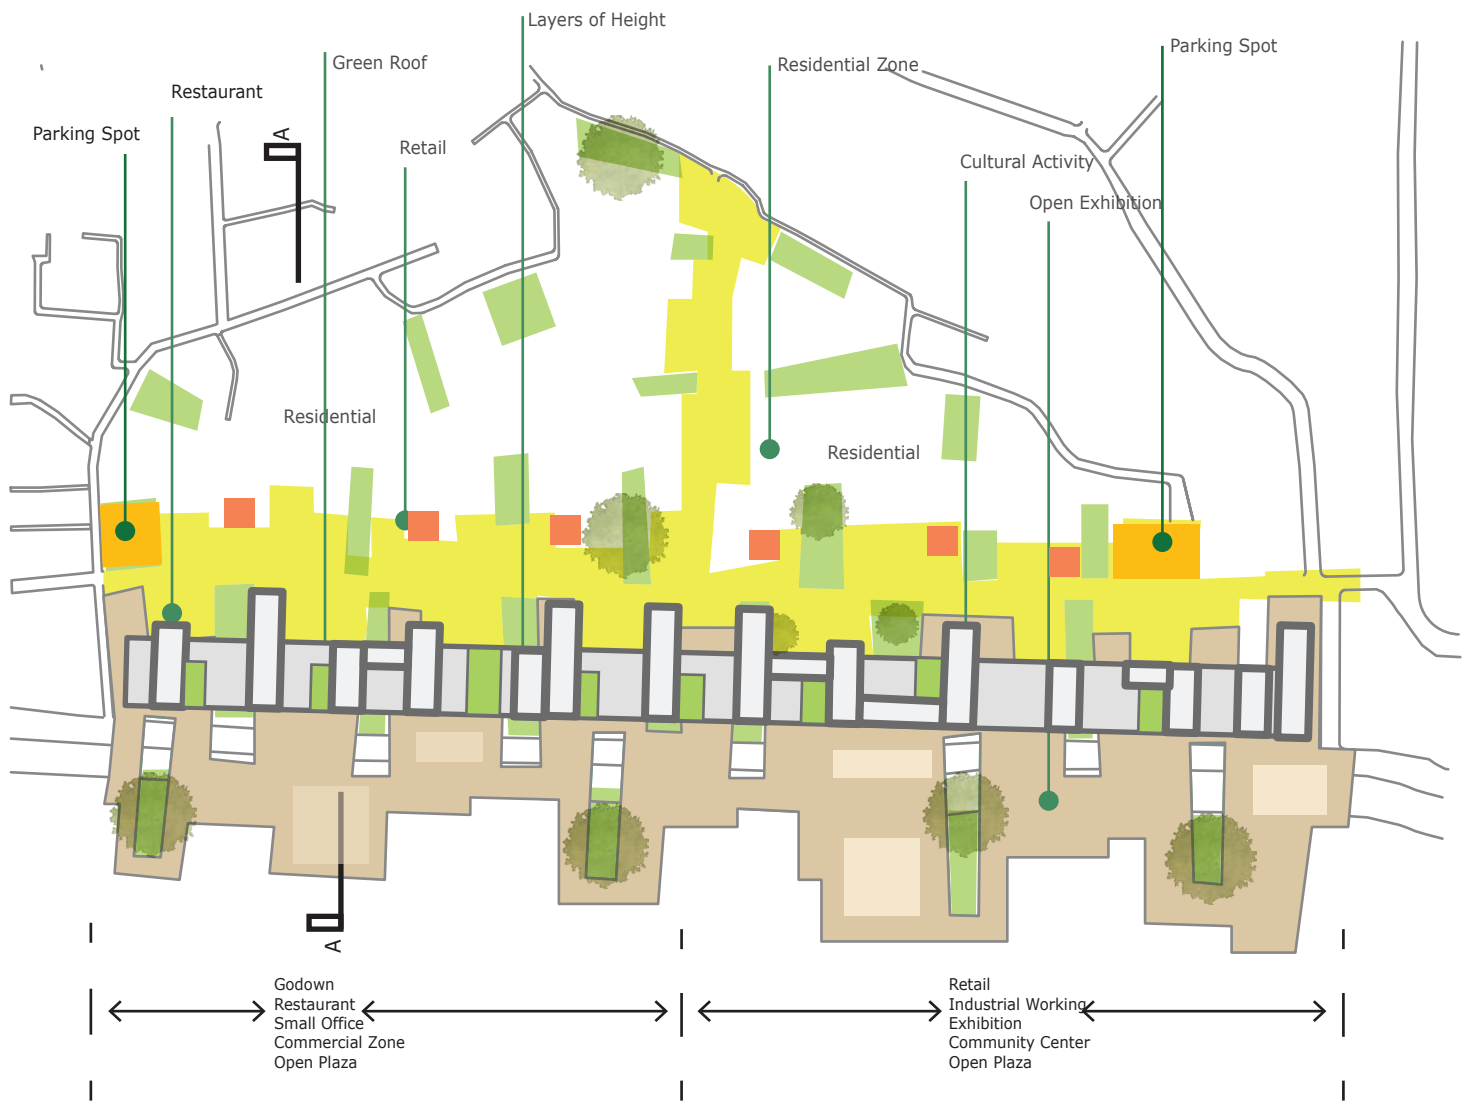 Layers of Height
Parking Spot
Green Roof
Residential Zone
Restaurant
Parking Spot
A
Retail
Cultural Activity
Open Exhibition
Residential
Residential
A
Godown
Restaurant
Small Office
Commercial Zone
Open Plaza
Retail
Industrial Working
Exhibition
Community Center
Open Plaza